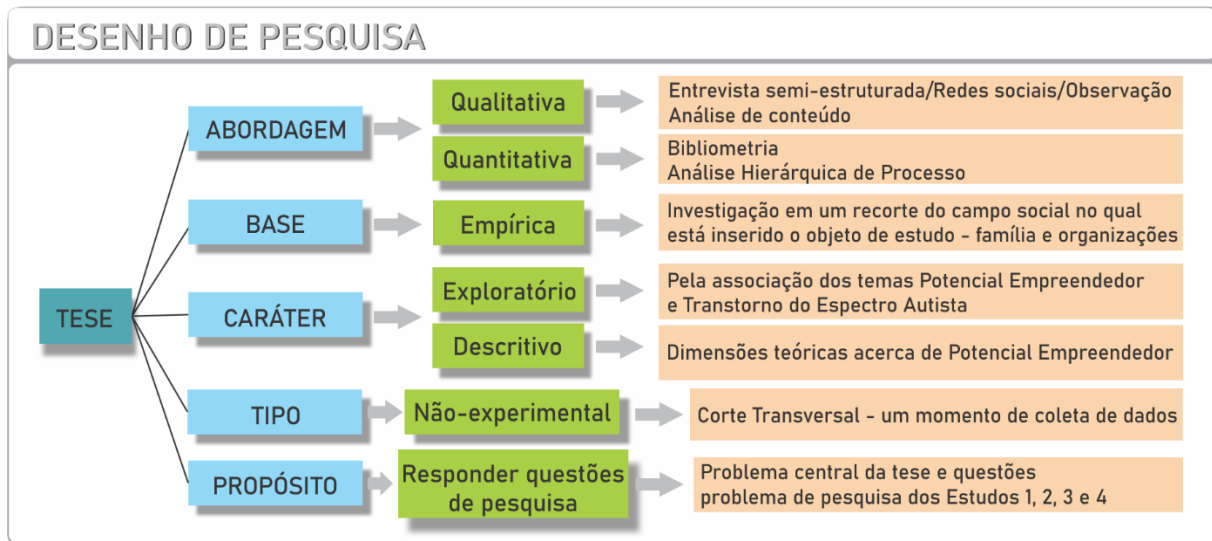 DESENHO DE PESQUISA
TESE
ABORDAGEM
Qualitativa
Entrevista semi-estruturada/Redes sociais/Observação
Análise de conteúdo
Quantitativa
Bibliometria
Análise Hierárquica de Processo
BASE
Empírica
Investigação em um recorte do campo social no qual
está inserido o objeto de estudo - família e organizações
CARÁTER
Exploratório
Pela associação dos temas Potencial Empreendedor
e Transtorno do Espectro Autista
Descritivo
Dimensões teóricas acerca de Potencial Empreendedor
TIPO
Não-experimental
Corte Transversal - um momento de coleta de dados
PROPÓSITO
Responder questões
de pesquisa
Problema central da tese e questões
problema de pesquisa dos Estudos 1, 2, 3 e 4